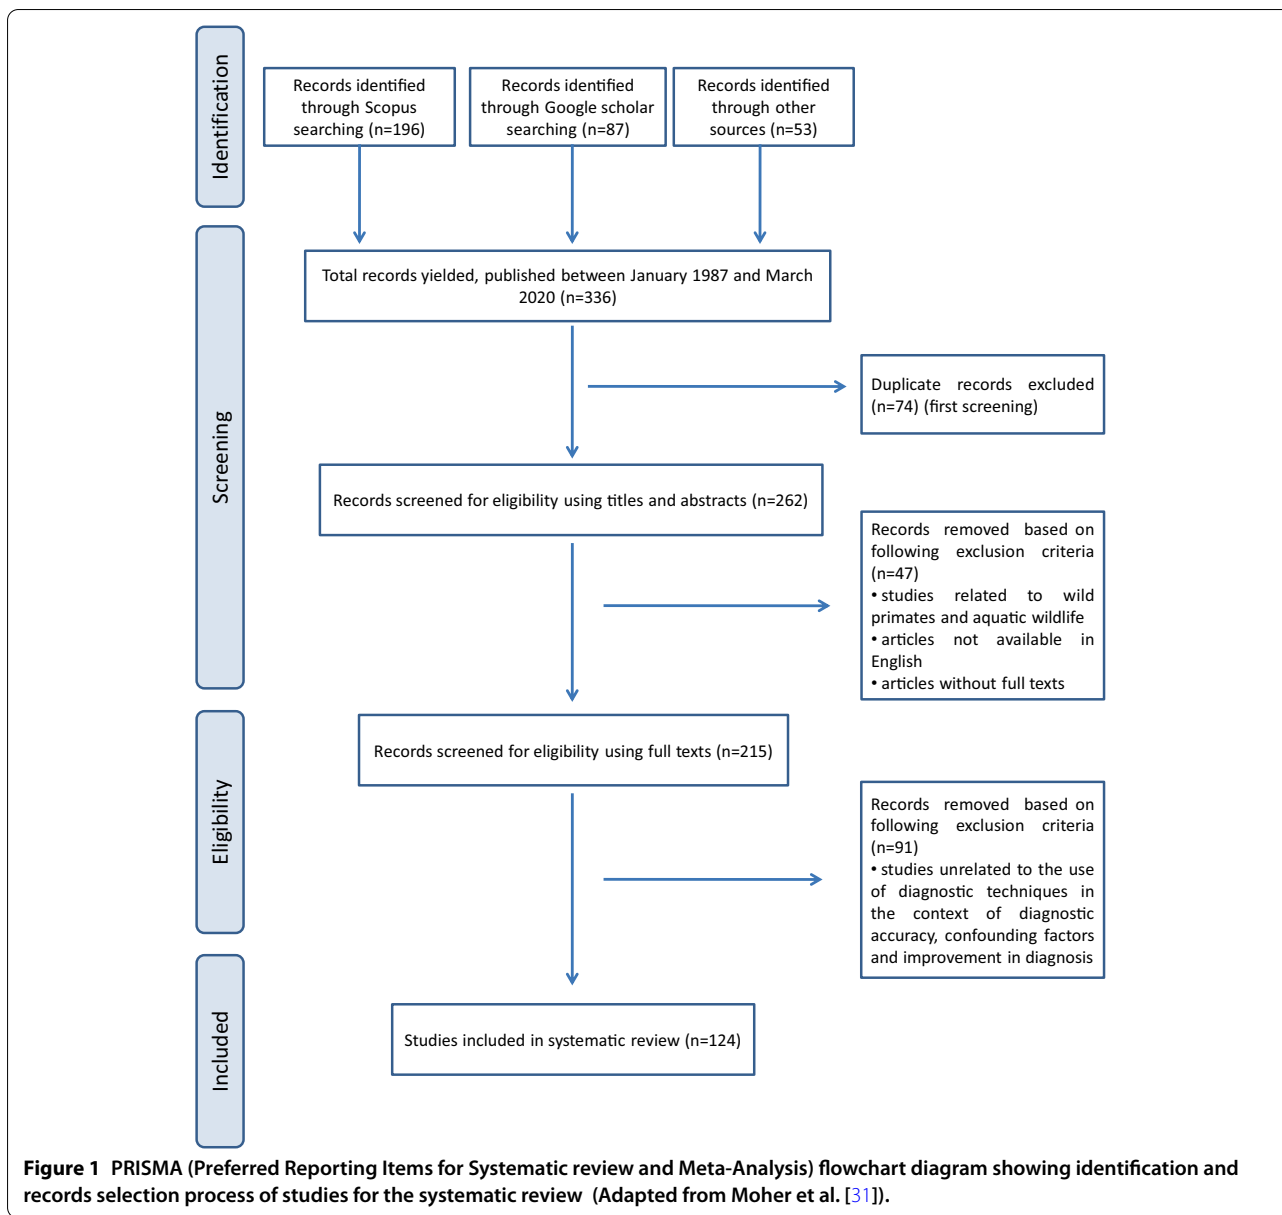 Identification
Records identified
through Scopus
searching (n=196)
Records identified
through Google scholar
searching (n=87)
Records identified
through other
sources (n=53)
Screening
Total records yielded, published between January 1987 and March
2020 (n=336)
Duplicate records excluded
(n=74) (first screening)
Records screened for eligibility using titles and abstracts (n=262)
Records removed based on
following exclusion criteria
(n=47)
• studies related to wild
primates and aquatic wildlife
• articles not available in
English
• articles without full texts
Eligibility
Records screened for eligibility using full texts (n=215)
Records removed based on
following exclusion criteria
(n=91)
• studies unrelated to the use
of diagnostic techniques in
the context of diagnostic
accuracy, confounding factors
and improvement in diagnosis
Included
Studies included in systematic review (n=124)
Figure 1 PRISMA (Preferred Reporting Items for Systematic review and Meta-Analysis) flowchart diagram showing identification and
records selection process of studies for the systematic review (Adapted from Moher et al. [31]).